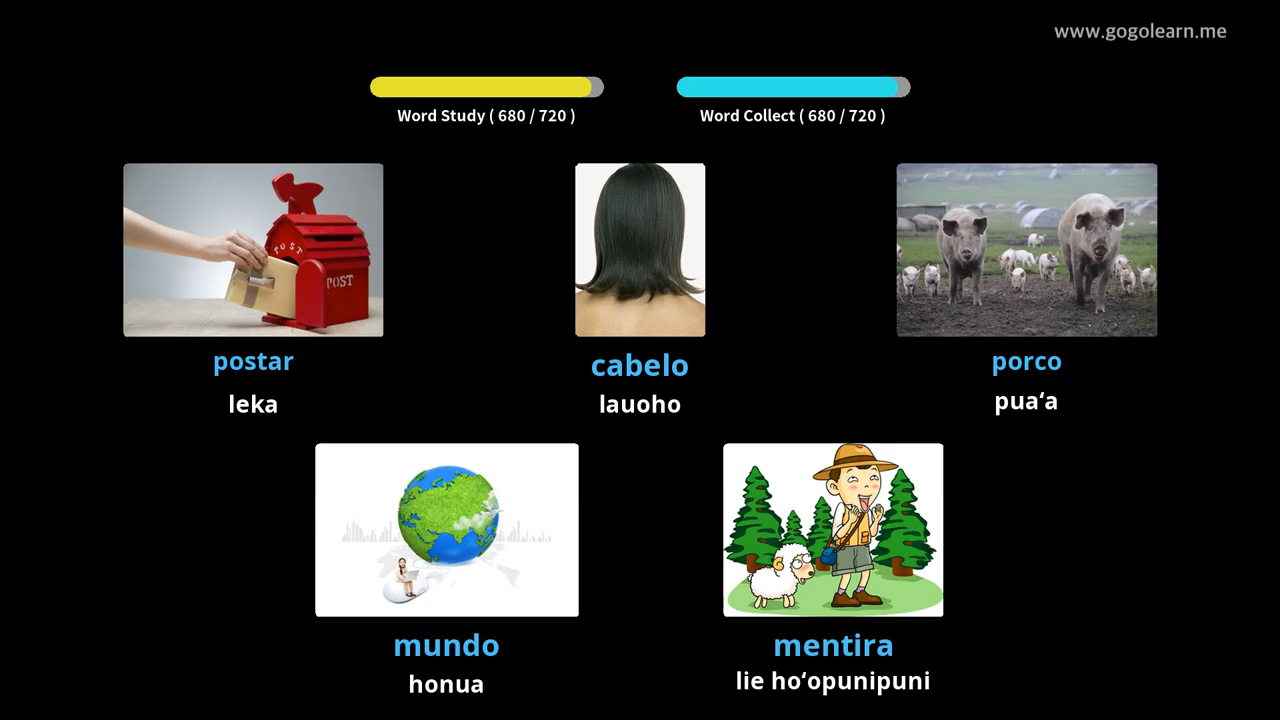 www.gogolearn.me
Word Study ( 680 / 720 )
Word Collect ( 680 / 720 )
POST
POST
postar
leka
cabelo
lauoho
porco
puaʻa
mundo
honua
mentira
lie hoʻopunipuni